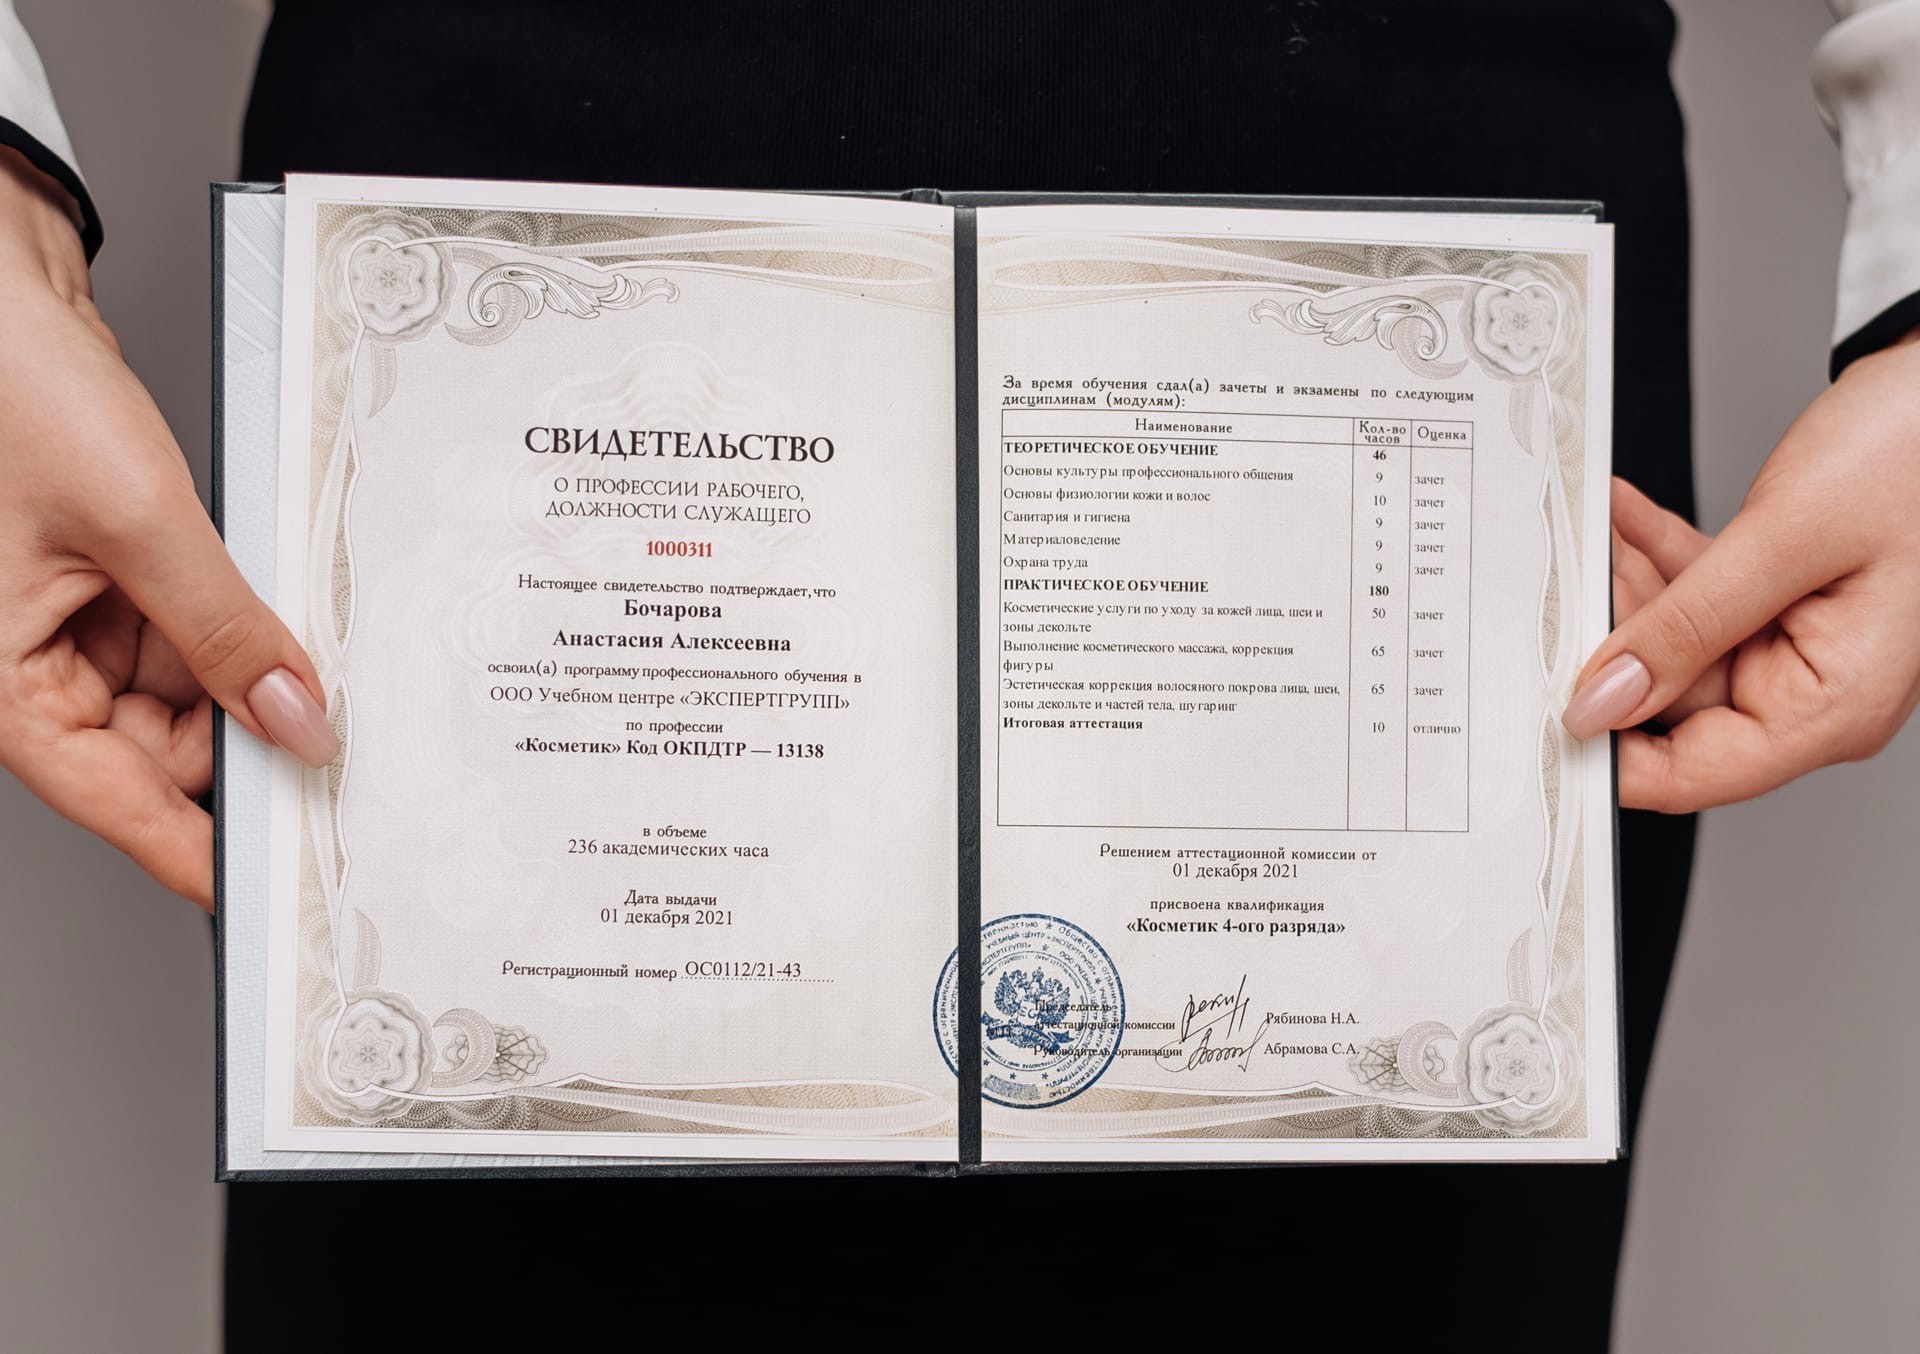 СВИДЕТЕЛЬСТВО
О ПРОФЕССИИ РАБОЧЕГО,
ДОЛЖНОСТИ СЛУЖАЩЕГО
1000311
Настоящее свидетельство подтверждает, что
Бочарова
Анастасия Алексеевна
освоил(а) программу профессионального обучения в
ООО Учебном центре «ЭКСПЕРТГРУПП»
по профессии
«Косметик» Код ОКПДТР — 13138
в объеме
236 академических часа
Дата выдачи
01 декабря 2021
Регистрационный номер ОС0112/21-43
За время обучения сдал(а) зачеты и экзамены по следующим
дисциплинам (модулям):
Наименование Кол-во часов Оценка
ТЕОРЕТИЧЕСКОЕ ОБУЧЕНИЕ 46
Основы культуры профессионального общения 9 зачет
Основы физиологии кожи и волос 10 зачет
Санитария и гигиена 9 зачет
Материаловедение 9 зачет
Охрана труда 9 зачет
ПРАКТИЧЕСКОЕ ОБУЧЕНИЕ 180
Косметические услуги по уходу за кожей лица, шеи и 50 зачет
зоны декольте
Выполнение косметического массажа, коррекция 65 зачет
фигуры
Эстетическая коррекция волосяного покрова лица, шеи, 65 зачет
зоны декольте и частей тела, шугаринг
Итоговая аттестация 10 отлично
Решением аттестационной комиссии от
01 декабря 2021
присвоена квалификация
«Косметик 4-ого разряда»
Председатель
аттестационной комиссии Рябинова Н.А.
Руководитель организации Абрамова С.А.
М.П.